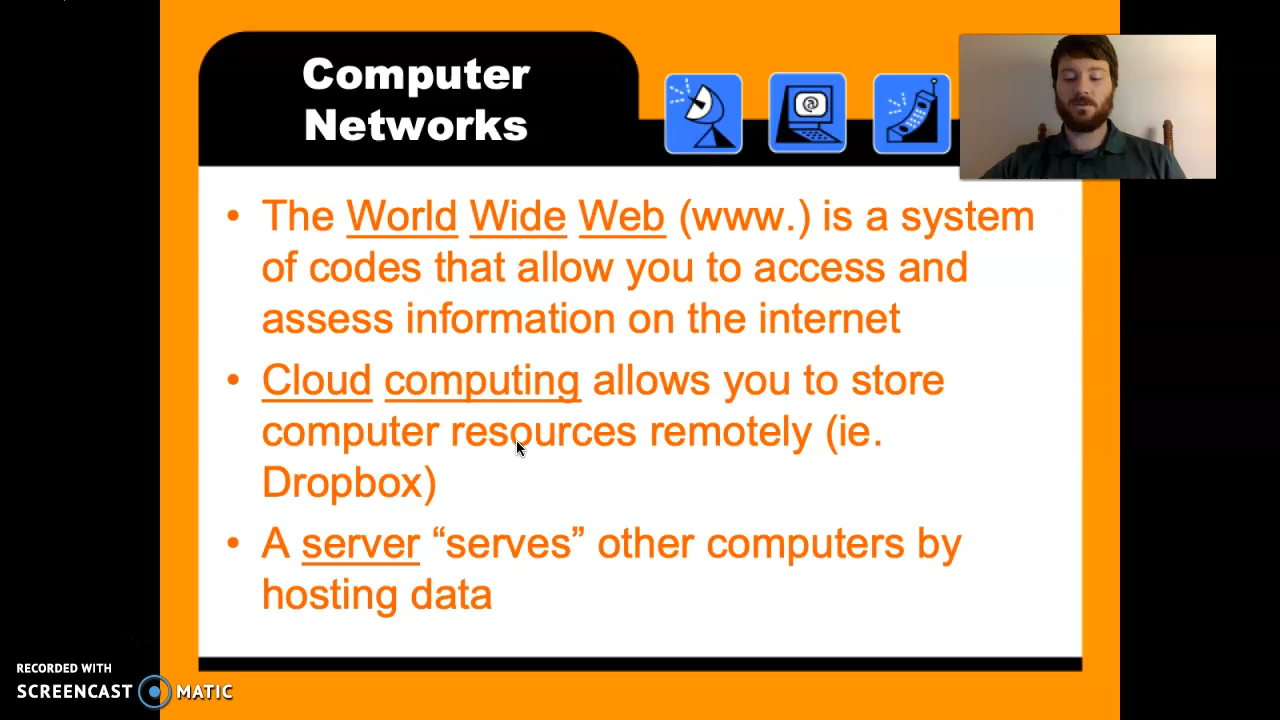 Computer
Networks
• The World Wide Web (www.) is a system
of codes that allow you to access and
assess information on the internet
• Cloud computing allows you to store
computer resources remotely (ie.
Dropbox)
• A server “serves” other computers by
hosting data
RECORDED WITH
SCREENCAST MATIC